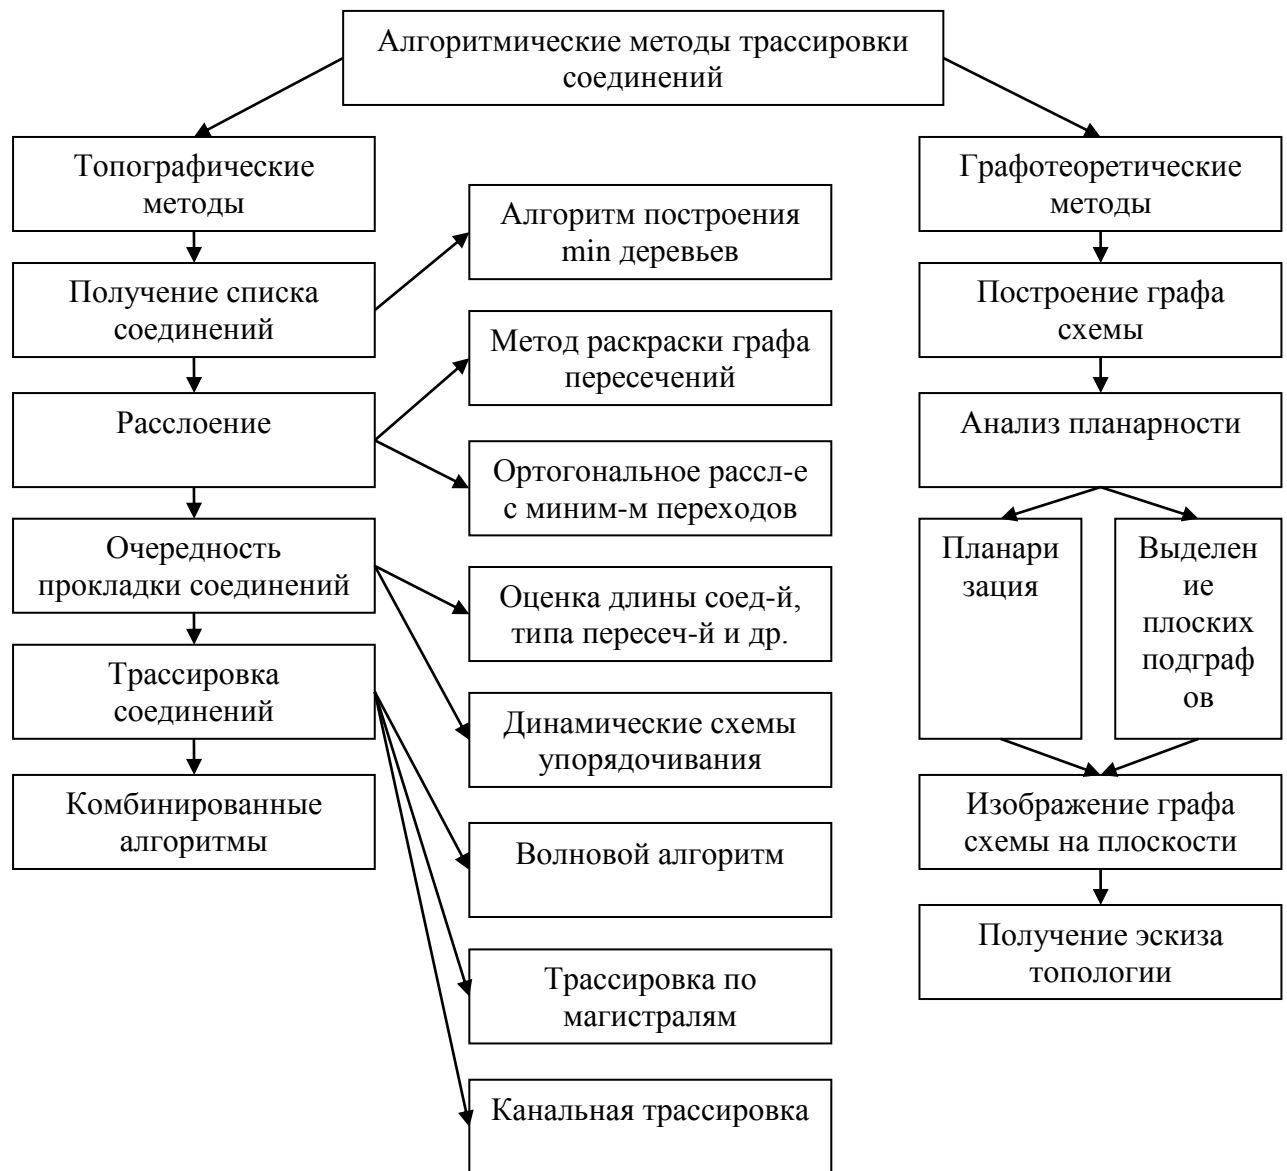 Алгоритмические методы трассировки
соединений
Топографические
методы
Получение списка
соединений
Расслоение
Очередность
прокладки соединений
Трассировка
соединений
Комбинированные
алгоритмы
Алгоритм построения
min деревьев
Метод раскраски графа
пересечений
Ортогональное рассл-е
с миним-м переходов
Оценка длины соед-й,
типа пересеч-й и др.
Динамические схемы
упорядочивания
Волновой алгоритм
Трассировка по
магистралям
Канальная трассировка
Графотеоретические
методы
Построение графа
схемы
Анализ планарности
Планари
зация
Выделен
ие
плоских
подграф
ов
Изображение графа
схемы на плоскости
Получение эскиза
топологии